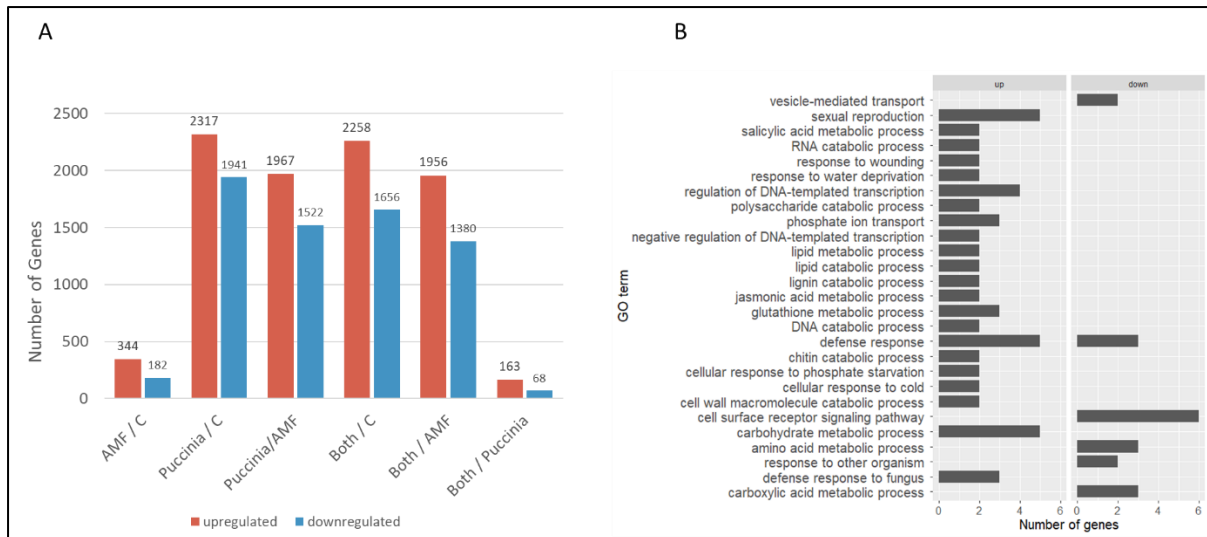 A
B
Number of Genes
2500
2000
1500
1000
500
0
344
182
2317
1941
1967
1522
2258
1656
1956
1380
163
68
AMF / C
Puccinia / C
Puccinia/AMF
Both / C
Both / AMF
Both / Puccinia
upregulated
downregulated
up
down
GO term
vesicle-mediated transport
sexual reproduction
salicylic acid metabolic process
RNA catabolic process
response to wounding
response to water deprivation
regulation of DNA-templated transcription
polysaccharide catabolic process
phosphate ion transport
negative regulation of DNA-templated transcription
lipid metabolic process
lipid catabolic process
lignin catabolic process
jasmonic acid metabolic process
glutathione metabolic process
DNA catabolic process
defense response
chitin catabolic process
cellular response to phosphate starvation
cellular response to cold
cell wall macromolecule catabolic process
cell surface receptor signaling pathway
carbohydrate metabolic process
amino acid metabolic process
response to other organism
defense response to fungus
carboxylic acid metabolic process
0 2 4 6 0 2 4 6
Number of genes